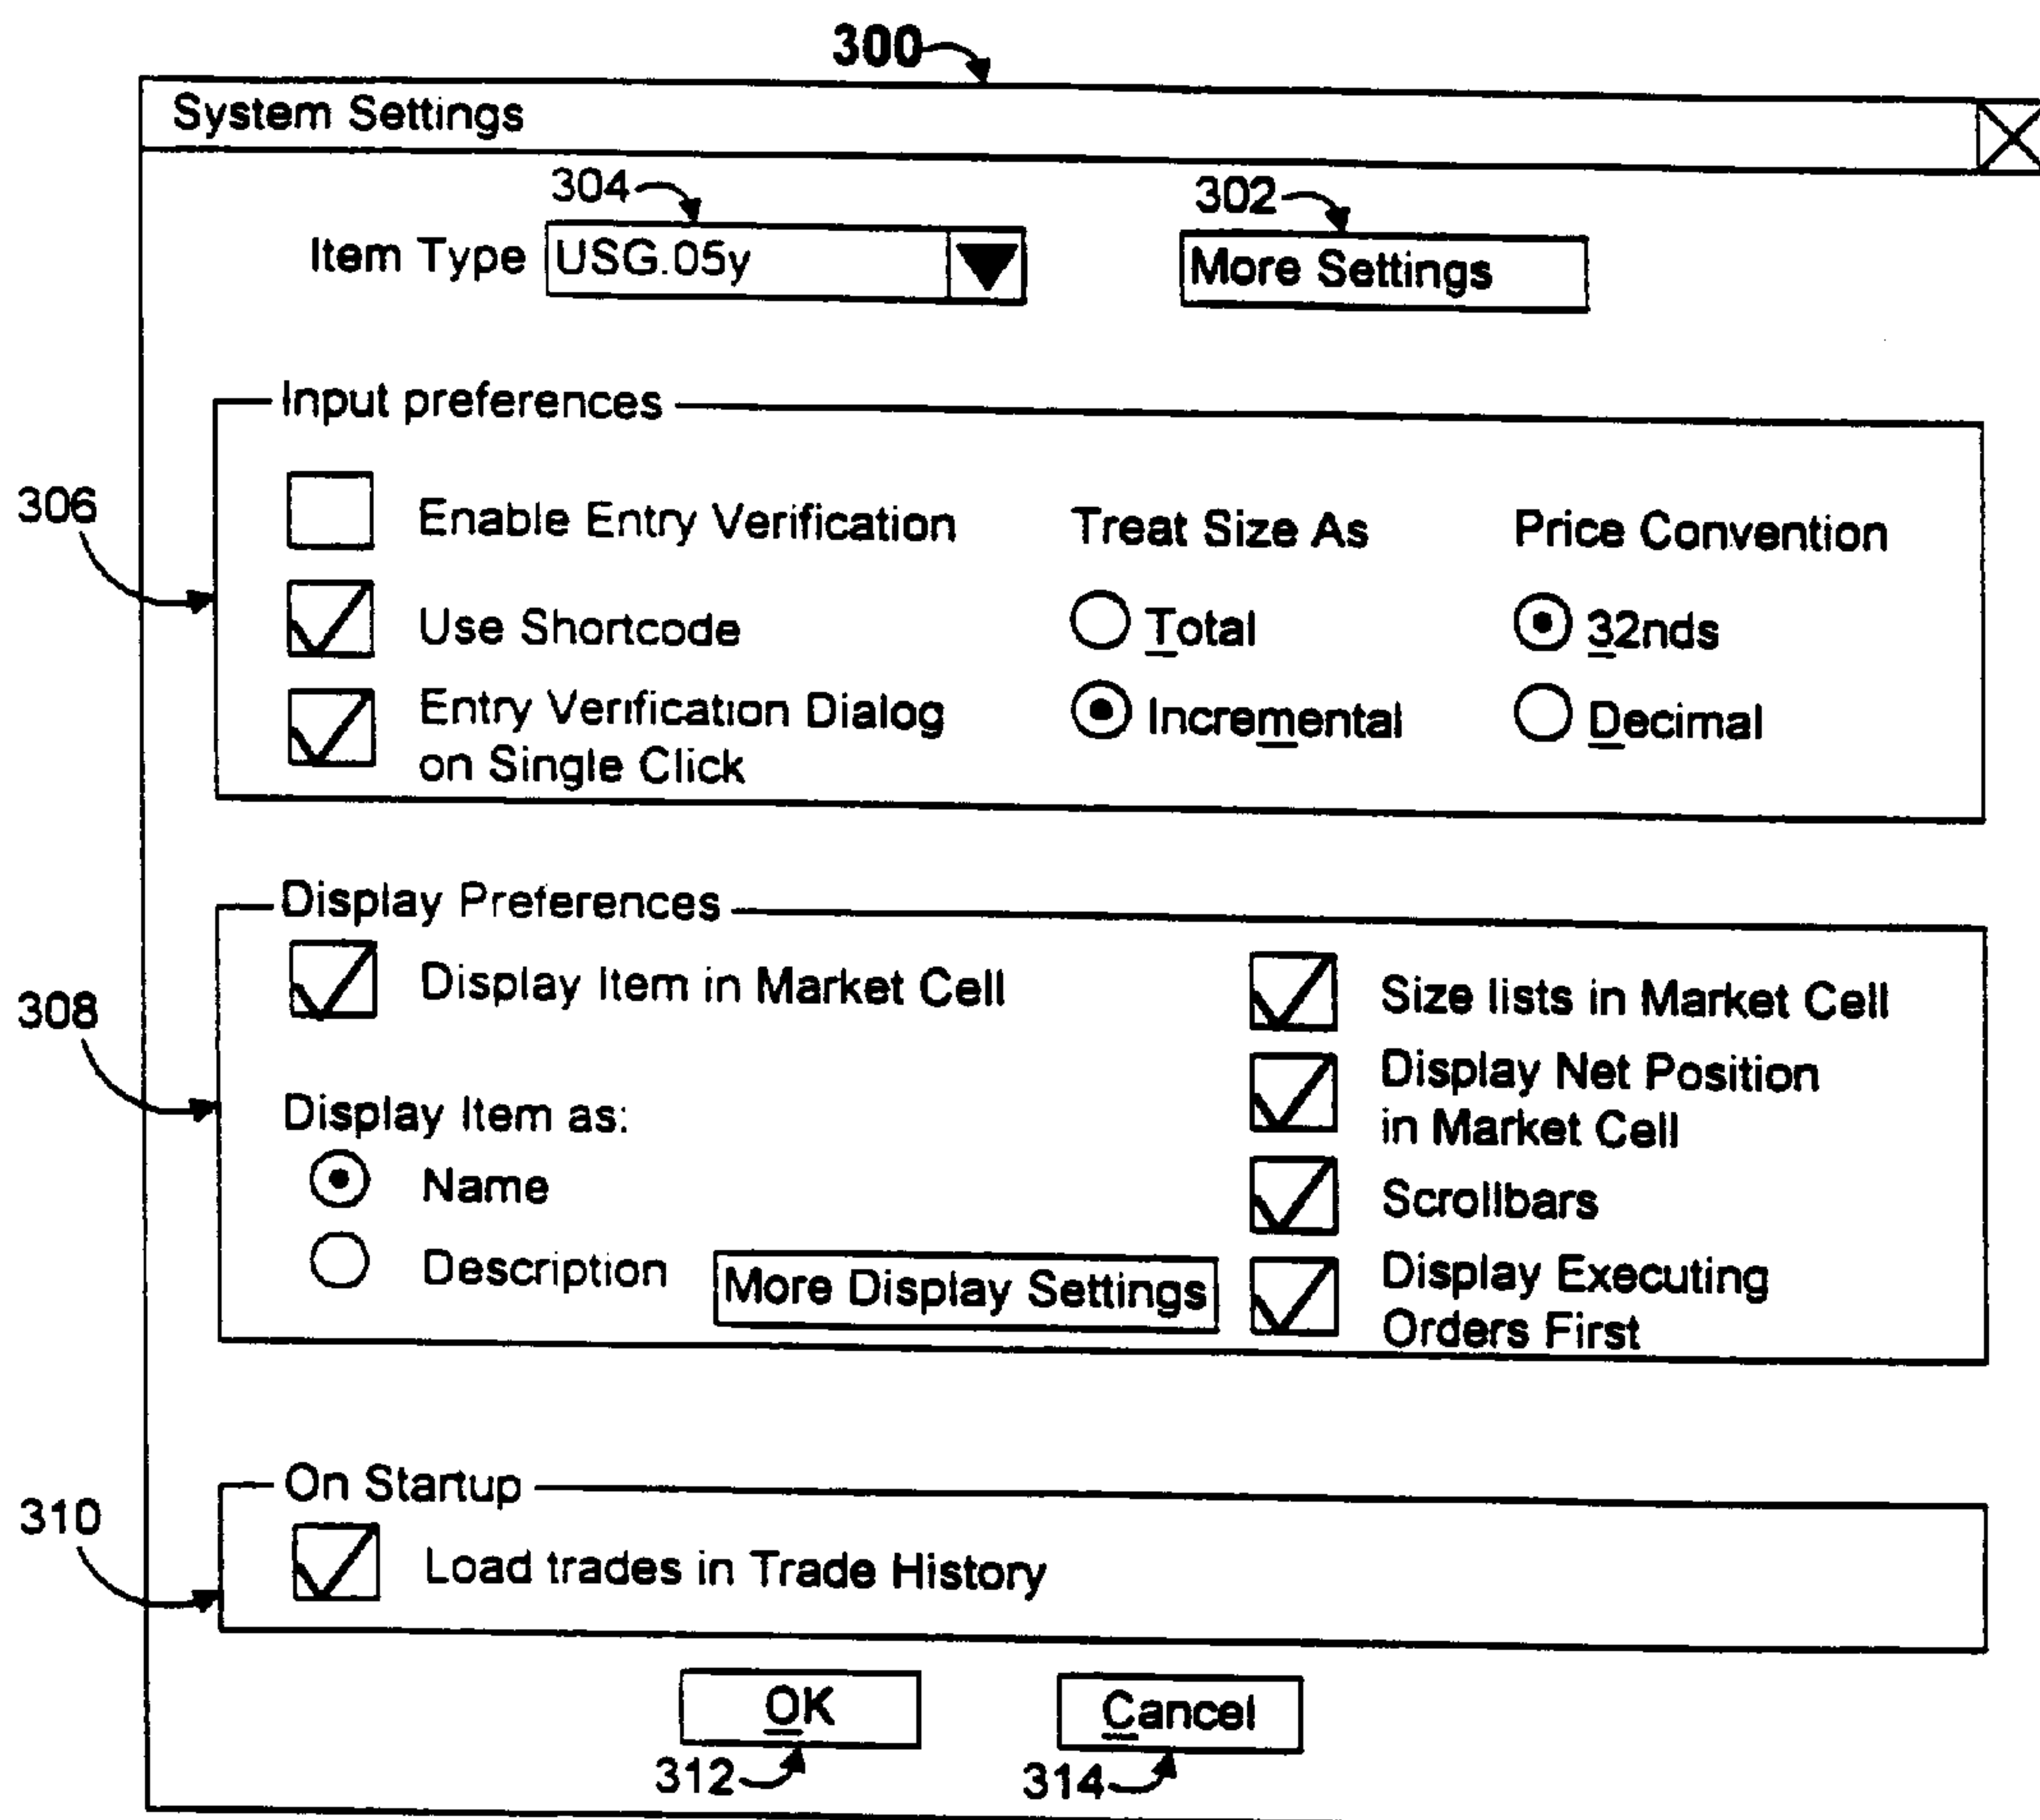 300
System Settings
304
302
Item Type USG.05y
More Settings
Input preferences
306
Enable Entry Verification
Treat Size As
Price Convention
Use Shortcode
Total
32nds
Entry Verification Dialog
on Single Click
Incremental
Decimal
Display Preferences
308
Display Item in Market Cell
Size lists in Market Cell
Display Net Position
in Market Cell
Display Item as:
Name
Scrollbars
Description
More Display Settings
Display Executing
Orders First
On Startup
310
Load trades in Trade History
OK
Cancel
312
314